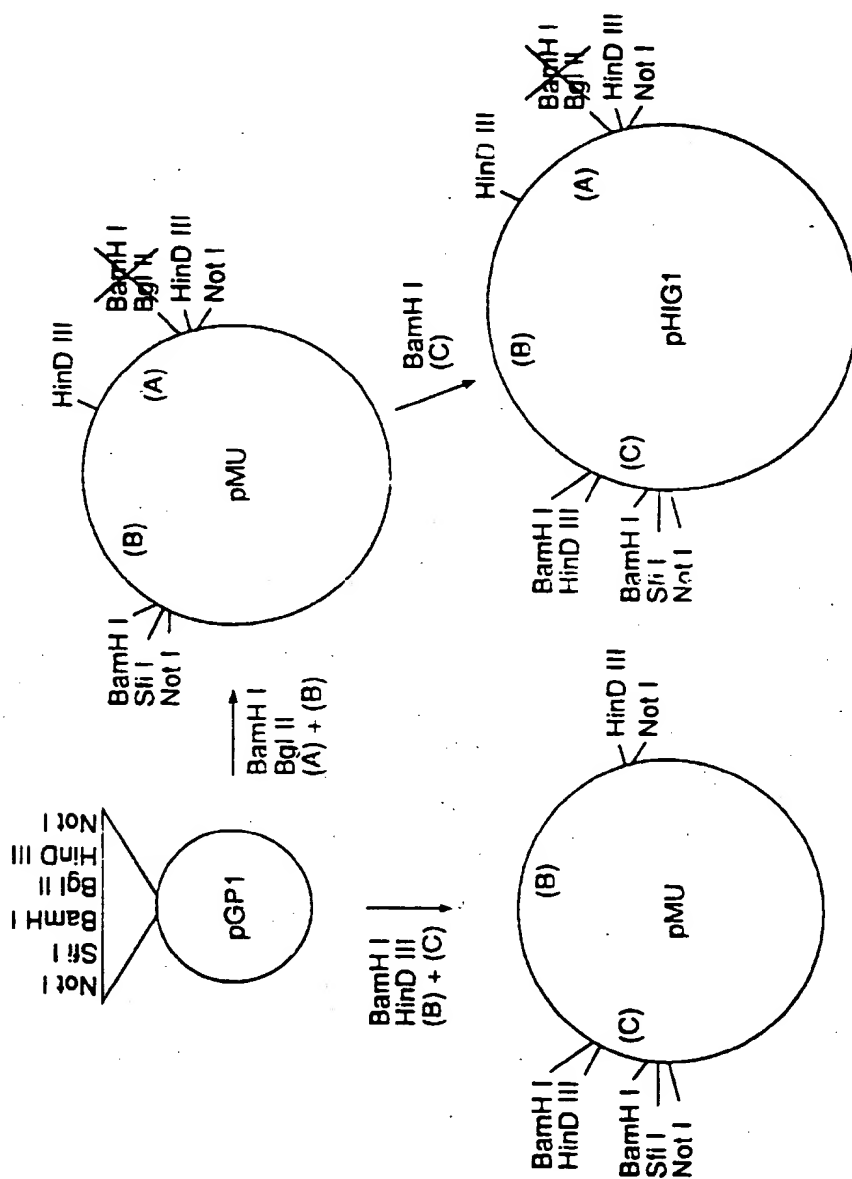 Not I
Sfi I
BamH I
Bgl II
HinD III
Not I
pGP1
BamH I
Bgl II
(A) + (B)
BamH I
Sfi I
Not I
(B)
pMU
(A)
HinD III
BamH I
Bgl II
HinD III
Not I
BamH I
HinD III
(B) + (C)
BamH I
(C)
BamH I
HinD III
(C)
BamH I
Sfi I
Not I
(B)
pMU
HinD III
Not I
BamH I
HinD III
(C)
BamH I
Sfi I
Not I
(B)
pHIG1
(A)
HinD III
BamH I
Bgl II
HinD III
Not I